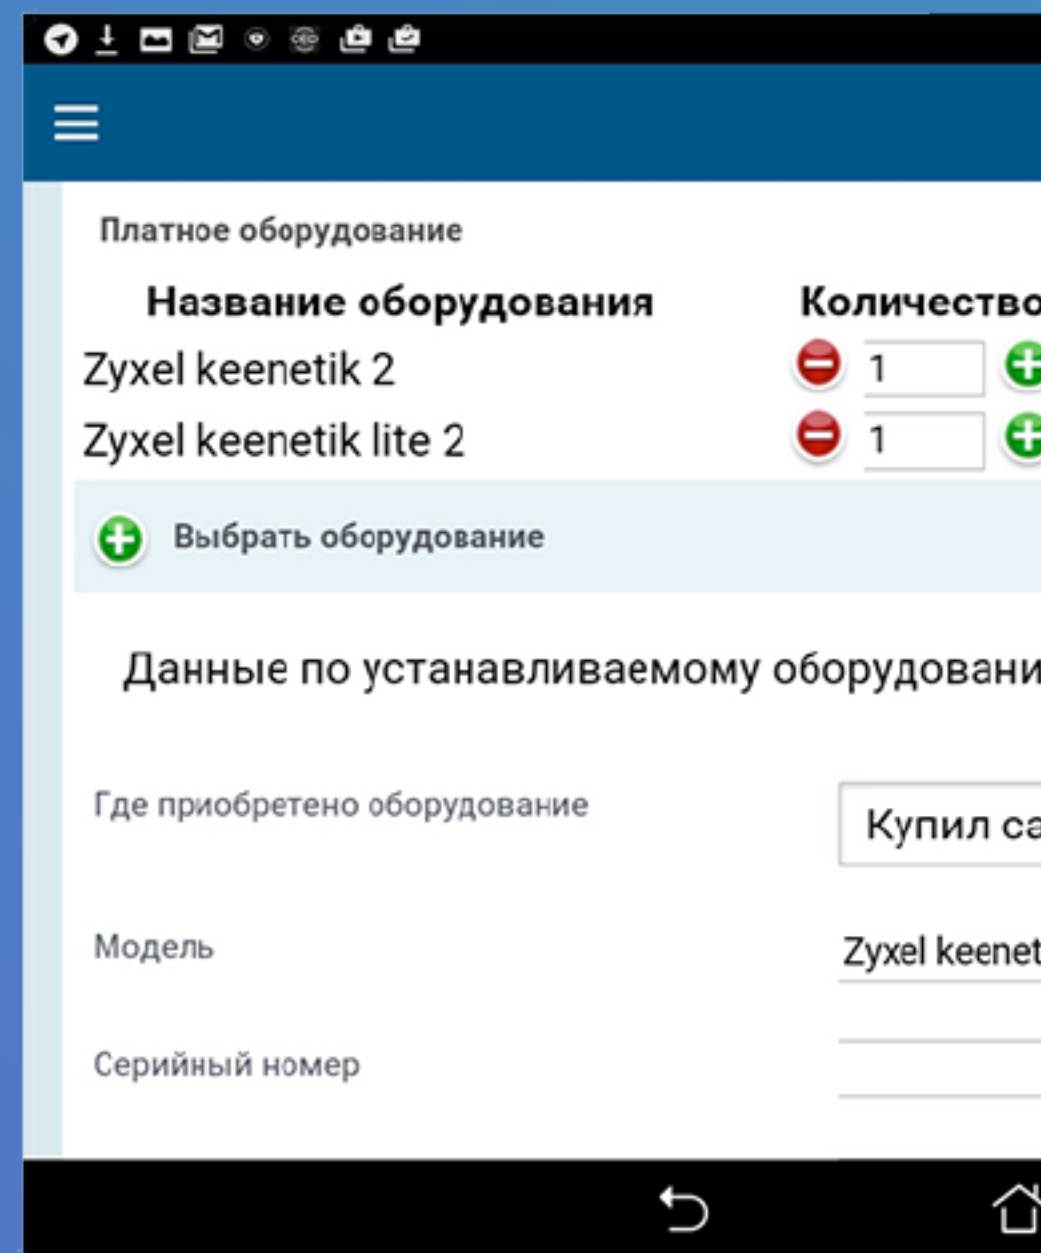 Платное оборудование
Название оборудования Количество
Zyxel keenetik 2 1
Zyxel keenetik lite 2 1
Выбрать оборудование
Данные по устанавливаемому оборудовани
Где приобретено оборудование
Купил са
Модель
Zyxel keenet
Серийный номер